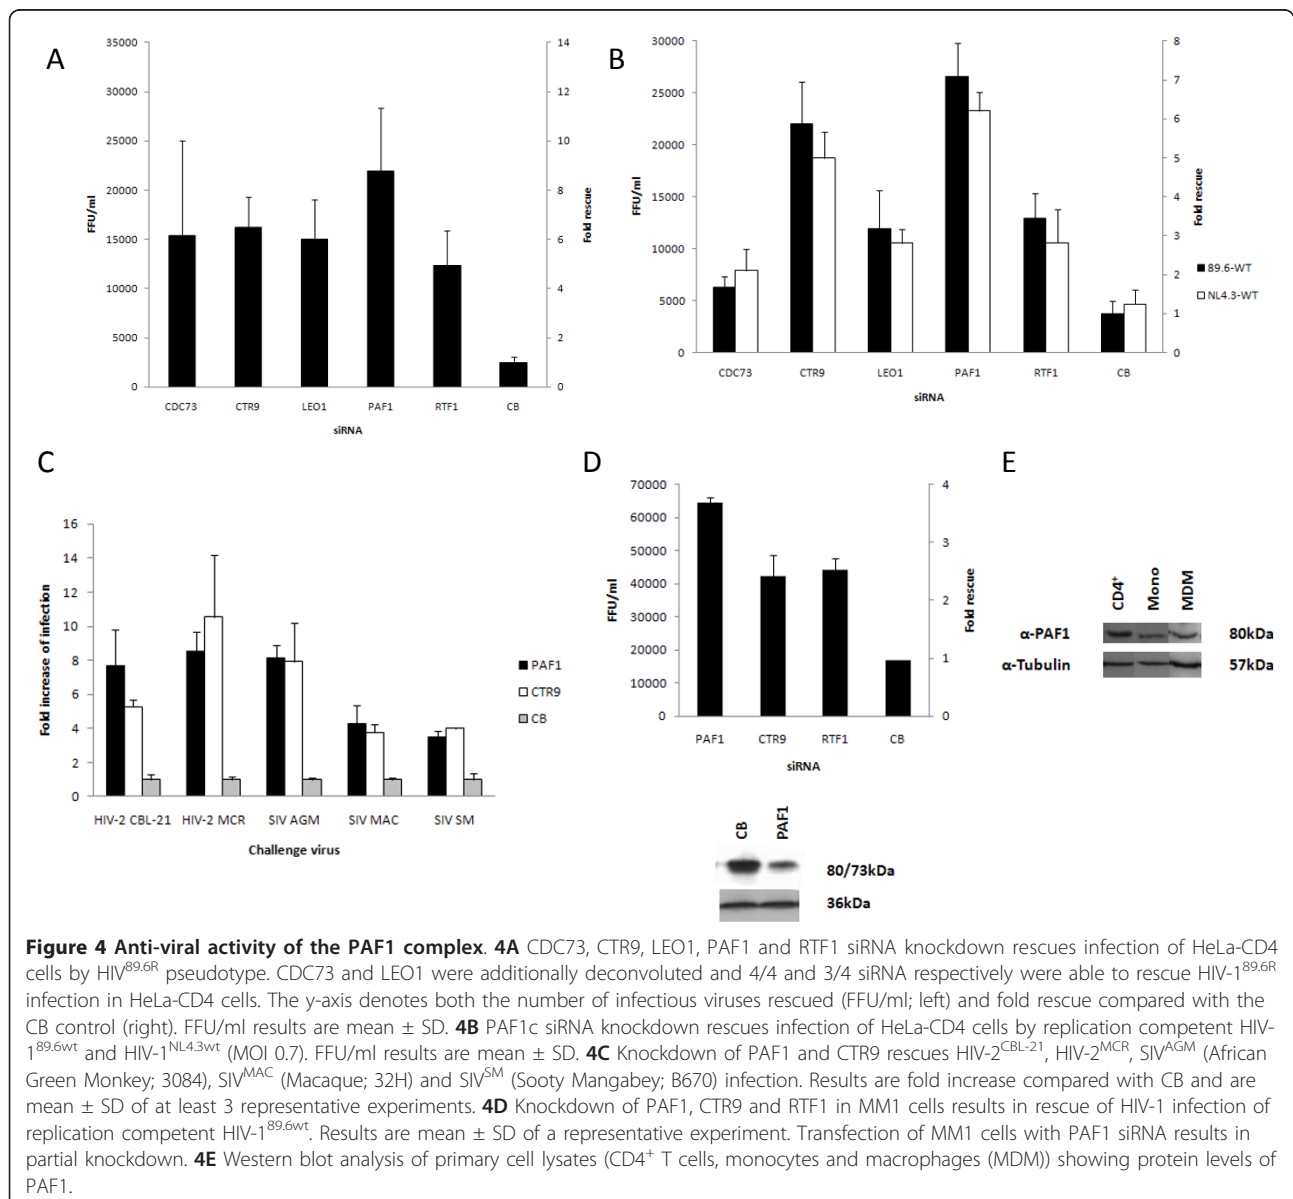 A
35000
30000
25000
20000
15000
10000
5000
0
FFU/ml
14
12
10
8
6
4
2
0
Fold rescue
CDC73 CTR9 LEO1 PAF1 RTF1 CB
siRNA
B
30000
25000
20000
15000
10000
5000
0
FFU/ml
8
7
6
5
4
3
2
1
0
Fold rescue
89.6-WT
NL4.3-WT
CDC73 CTR9 LEO1 PAF1 RTF1 CB
siRNA
C
16
14
12
10
8
6
4
2
0
Fold increase of infection
PAF1
CTR9
CB
HIV-2 CBL-21 HIV-2 MCR SIV AGM SIV MAC SIV SM
Challenge virus
D
70000
60000
50000
40000
30000
20000
10000
0
FFU/ml
4
3
2
1
0
Fold rescue
PAF1 CTR9 RTF1 CB
siRNA
CB PAF1
80/73kDa
36kDa
E
CD4+ Mono MDM
α-PAF1 80kDa
α-Tubulin 57kDa
Figure 4 Anti-viral activity of the PAF1 complex. 4A CDC73, CTR9, LEO1, PAF1 and RTF1 siRNA knockdown rescues infection of HeLa-CD4
cells by HIV89.6R pseudotype. CDC73 and LEO1 were additionally deconvoluted and 4/4 and 3/4 siRNA respectively were able to rescue HIV-189.6R
infection in HeLa-CD4 cells. The y-axis denotes both the number of infectious viruses rescued (FFU/ml; left) and fold rescue compared with the
CB control (right). FFU/ml results are mean ± SD. 4B PAF1c siRNA knockdown rescues infection of HeLa-CD4 cells by replication competent HIV-
189.6wt and HIV-1NL4.3wt (MOI 0.7). FFU/ml results are mean ± SD. 4C Knockdown of PAF1 and CTR9 rescues HIV-2CBL-21, HIV-2MCR, SIVAGM (African
Green Monkey; 3084), SIVMAC (Macaque; 32H) and SIVSM (Sooty Mangabey; B670) infection. Results are fold increase compared with CB and are
mean ± SD of at least 3 representative experiments. 4D Knockdown of PAF1, CTR9 and RTF1 in MM1 cells results in rescue of HIV-1 infection of
replication competent HIV-189.6wt. Results are mean ± SD of a representative experiment. Transfection of MM1 cells with PAF1 siRNA results in
partial knockdown. 4E Western blot analysis of primary cell lysates (CD4+ T cells, monocytes and macrophages (MDM)) showing protein levels of
PAF1.